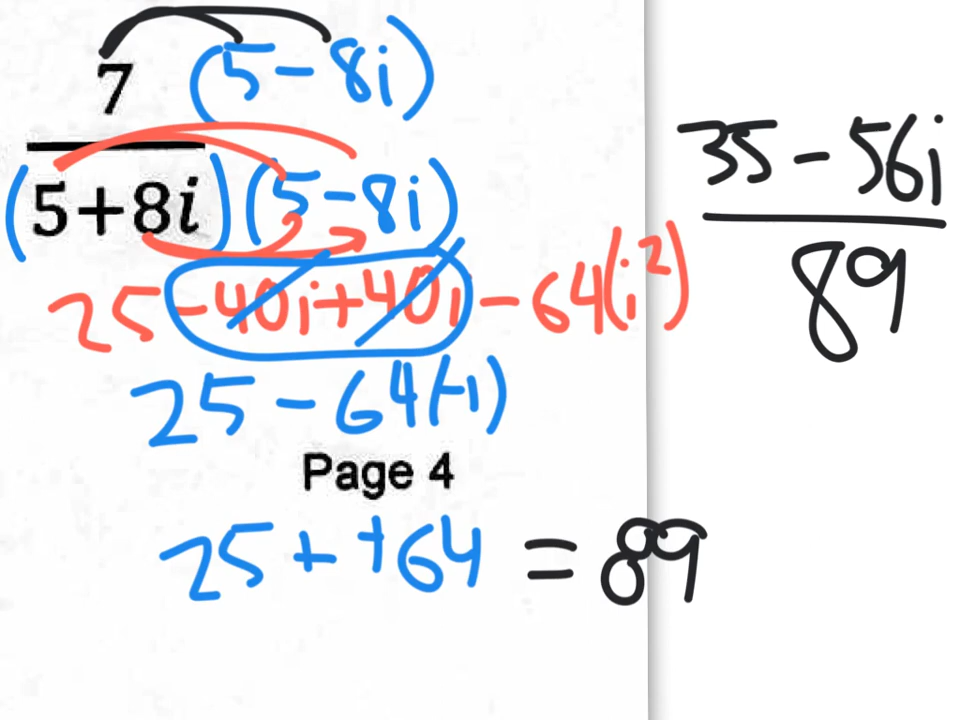 7 (5-8i)
(5+8i)(5-8i)
25-40i+40i-64(i²)
25-64(-1)
Page 4
25++64 = 89
35-56i
89